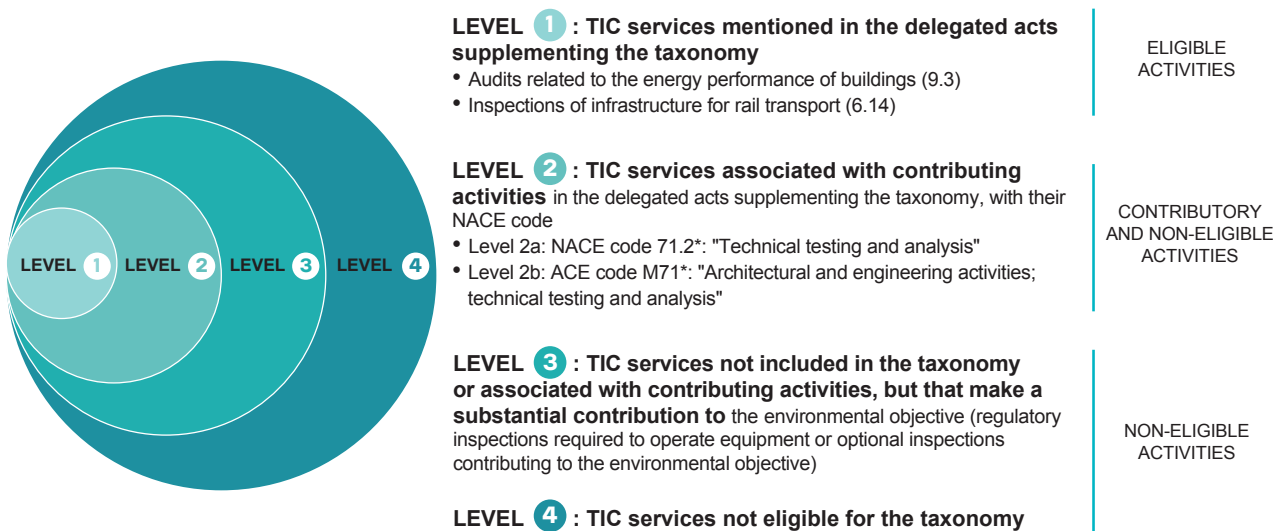 LEVEL 1 : TIC services mentioned in the delegated acts
supplementing the taxonomy
• Audits related to the energy performance of buildings (9.3)
• Inspections of infrastructure for rail transport (6.14)
ELIGIBLE
ACTIVITIES
LEVEL 2 : TIC services associated with contributing
activities in the delegated acts supplementing the taxonomy, with their
NACE code
• Level 2a: NACE code 71.2*: "Technical testing and analysis"
• Level 2b: ACE code M71*: "Architectural and engineering activities;
technical testing and analysis"
CONTRIBUTORY
AND NON-ELIGIBLE
ACTIVITIES
LEVEL 1 LEVEL 2 LEVEL 3 LEVEL 4
LEVEL 3 : TIC services not included in the taxonomy
or associated with contributing activities, but that make a
substantial contribution to the environmental objective (regulatory
inspections required to operate equipment or optional inspections
contributing to the environmental objective)
NON-ELIGIBLE
ACTIVITIES
LEVEL 4 : TIC services not eligible for the taxonomy